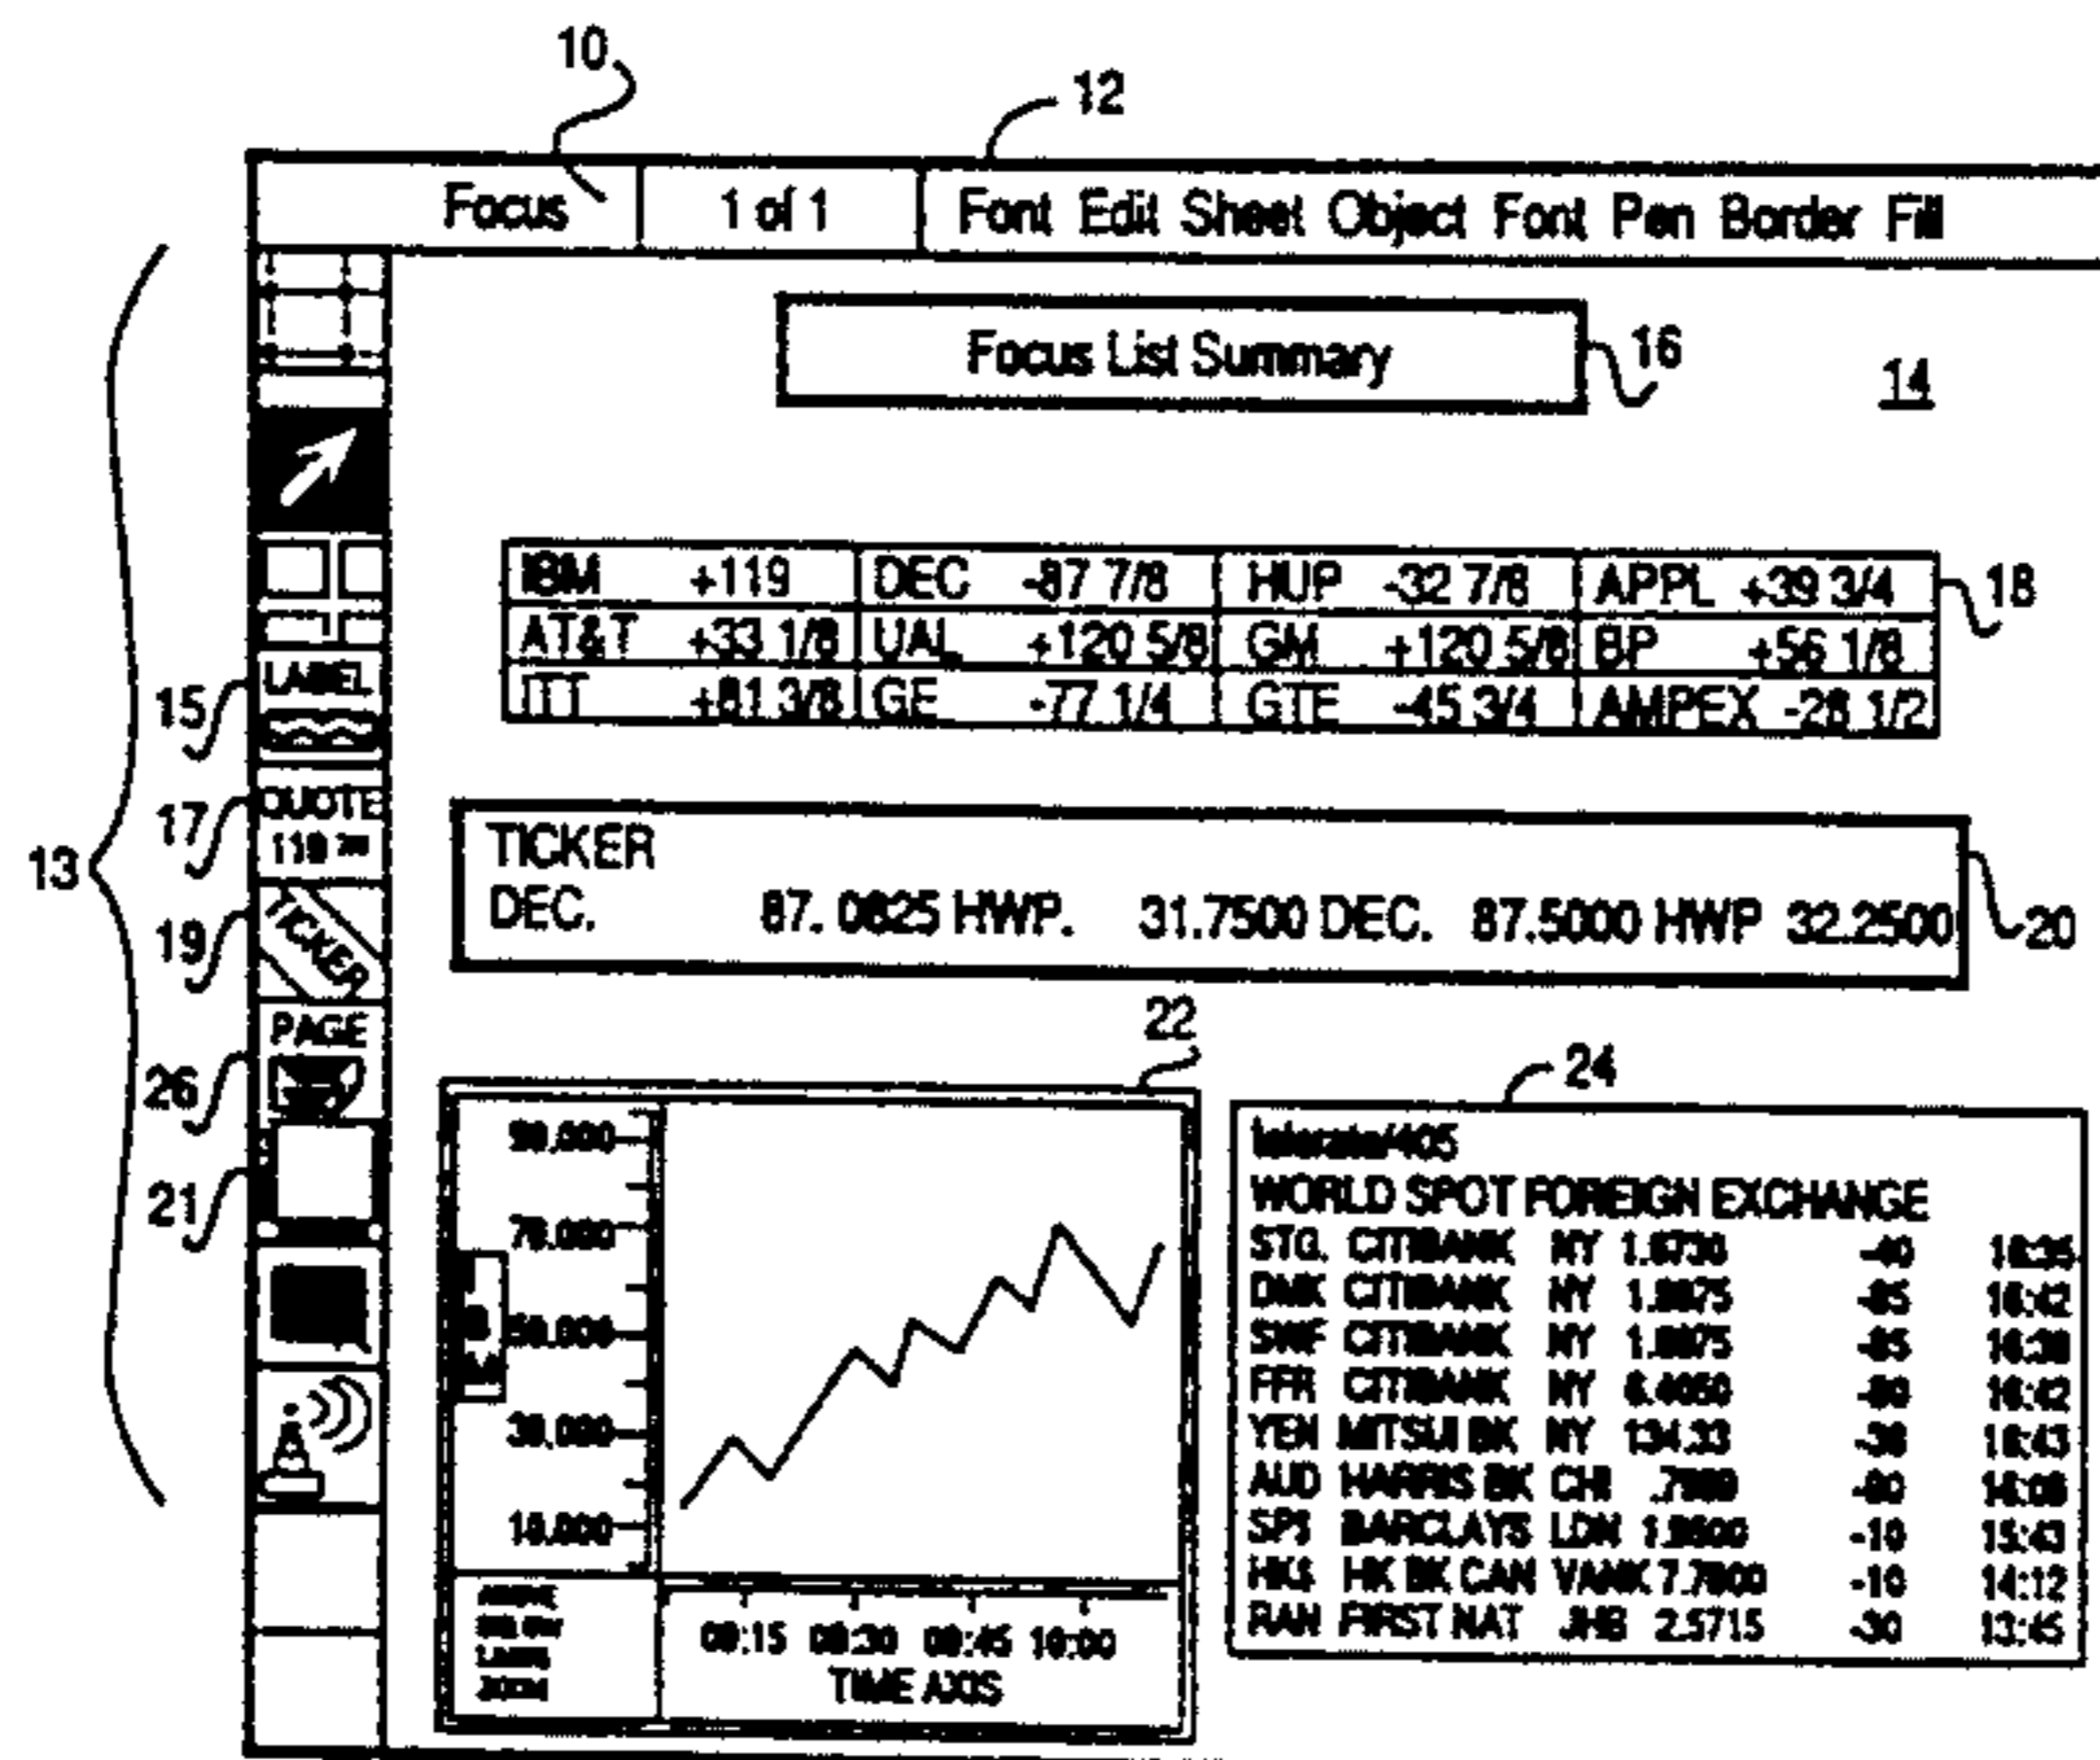 10
12
Focus 1 of 1 Font Edit Sheet Object Font Pen Border Fill
Focus List Summary
16
14
IBM +119 DEC -87 7/8 HUP -32 7/8 APPL +39 3/4
18
AT&T +33 1/8 UAL +120 5/8 GM +120 5/8 BP +56 1/8
ITT +81 3/8 GE -77 1/4 GTE -45 3/4 AMPEX -28 1/2
LABEL
15
QUOTE
17
119
13
TICKER
19
TICKER
DEC. 87. 0625 HWP. 31.7500 DEC. 87.5000 HWP 32.2500
20
PAGE
26
21
22
90.000
70.000
50.000
30.000
10.000
09:15 09:30 09:45 10:00
TIME AXIS
24
telerate/405
WORLD SPOT FOREIGN EXCHANGE
STG. CITIBANK NY
DMK CITIBANK NY
SWF CITIBANK NY
FFR CITIBANK NY
YEN MITSUI BK NY 134.33
AUD HARRIS BK CHI
BARCLAYS LDN -10 15:43
HK BK CAN VANK -10 14:12
RAN FIRST NAT JHB 2.5715 -30 13:45